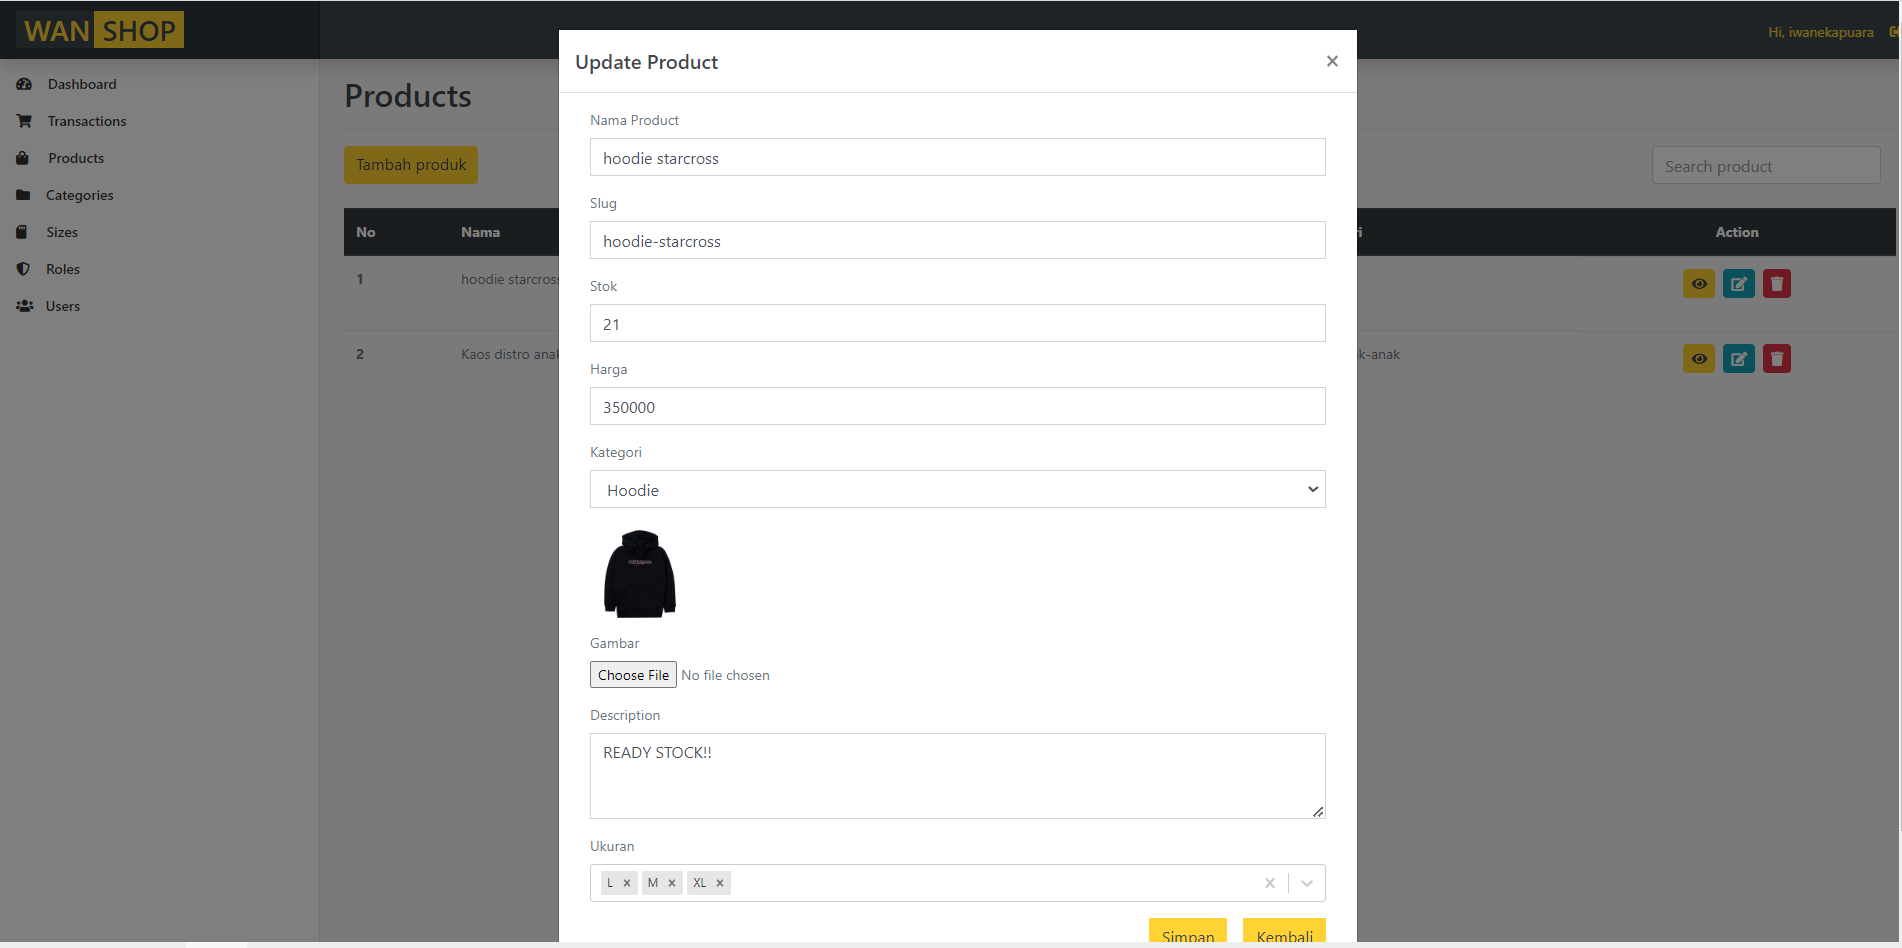 WAN SHOP
Hi, iwanekapuara
Dashboard
Transactions
Products
Categories
Sizes
Roles
Users
Products
Tambah produk
Search product
No
Nama
Action
1
hoodie starcross
2
Kaos distro anak
k-anak
Update Product
×
Nama Product
hoodie starcross
Slug
hoodie-starcross
Stok
21
Harga
350000
Kategori
Hoodie
Gambar
Choose File No file chosen
Description
READY STOCK!!
Ukuran
L × M × XL ×
Simpan Kembali